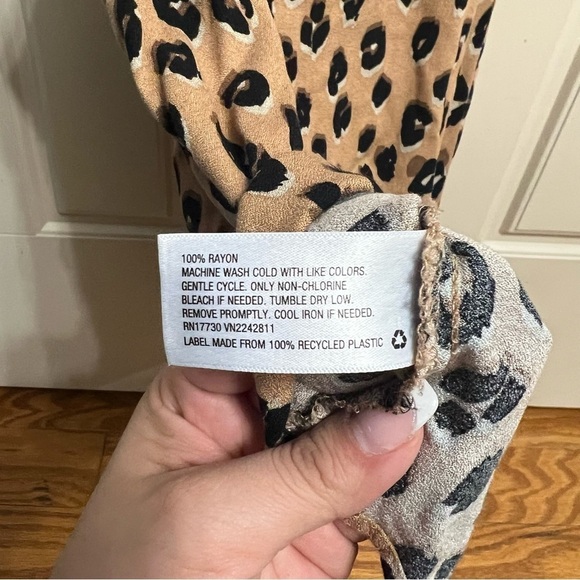 100% RAYON
MACHINE WASH COLD WITH LIKE COLORS.
GENTLE CYCLE. ONLY NON-CHLORINE
BLEACH IF NEEDED. TUMBLE DRY LOW.
REMOVE PROMPTLY. COOL IRON IF NEEDED.
RN17730 VN2242811
LABEL MADE FROM 100% RECYCLED PLASTIC